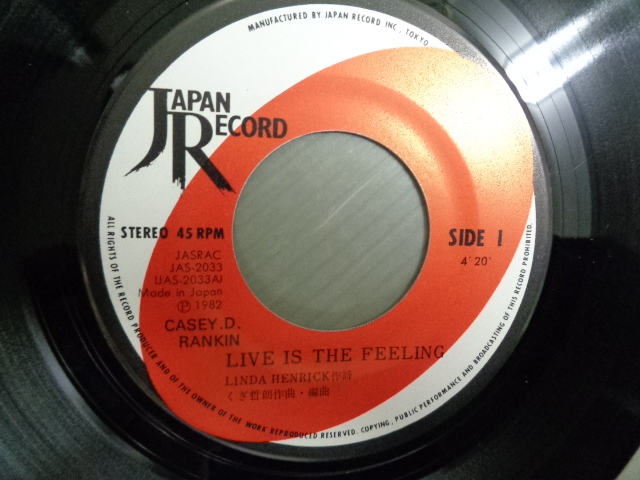 MANUFACTURED BY JAPAN RECORD INC., TOKYO
JAPAN
RECORD
STEREO 45 RPM
SIDE 1
4'20"
JASRAC
JAS-2033
(JAS-2033A)
Made in Japan
Ⓟ 1982
CASEY.D.
RANKIN
LIVE IS THE FEELING
LINDA HENRICK作詩
くぎ哲朗作曲・編曲
ALL RIGHTS OF THE RECORD PRODUCER AND OF THE OWNER OF THE WORK REPRODUCED RESERVED. COPYING, PUBLIC PERFORMANCE AND BROADCASTING OF THIS RECORD PROHIBITED.